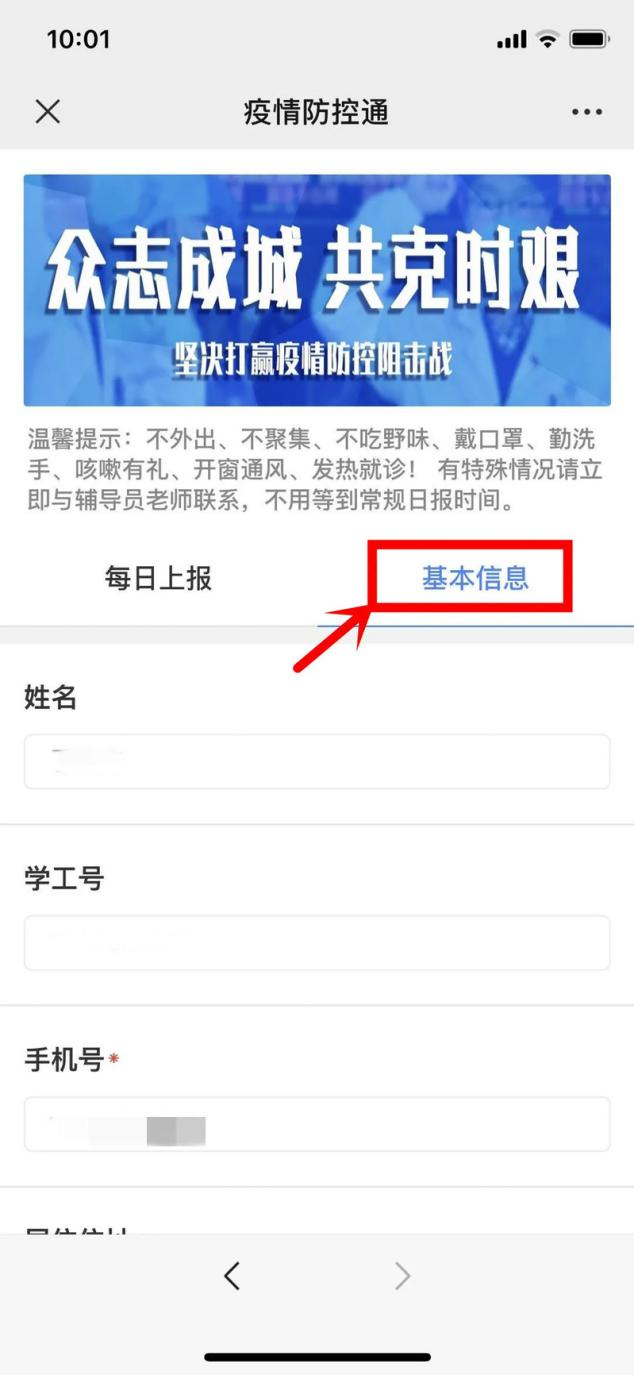 10:01
疫情防控通
众志成城 共克时艰
坚决打赢疫情防控阻击战
温馨提示：不外出、不聚集、不吃野味、戴口罩、勤洗
手、咳嗽有礼、开窗通风、发热就诊！ 有特殊情况请立
即与辅导员老师联系，不用等到常规日报时间。
每日上报
基本信息
姓名
学工号
手机号*